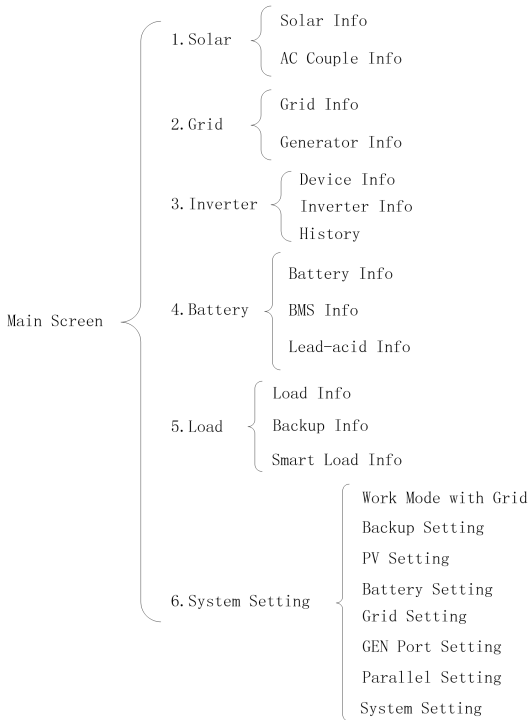 Main Screen
1.Solar
Solar Info
AC Couple Info
2.Grid
Grid Info
Generator Info
3.Inverter
Device Info
Inverter Info
History
4.Battery
Battery Info
BMS Info
Lead-acid Info
5.Load
Load Info
Backup Info
Smart Load Info
6.System Setting
Work Mode with Grid
Backup Setting
PV Setting
Battery Setting
Grid Setting
GEN Port Setting
Parallel Setting
System Setting